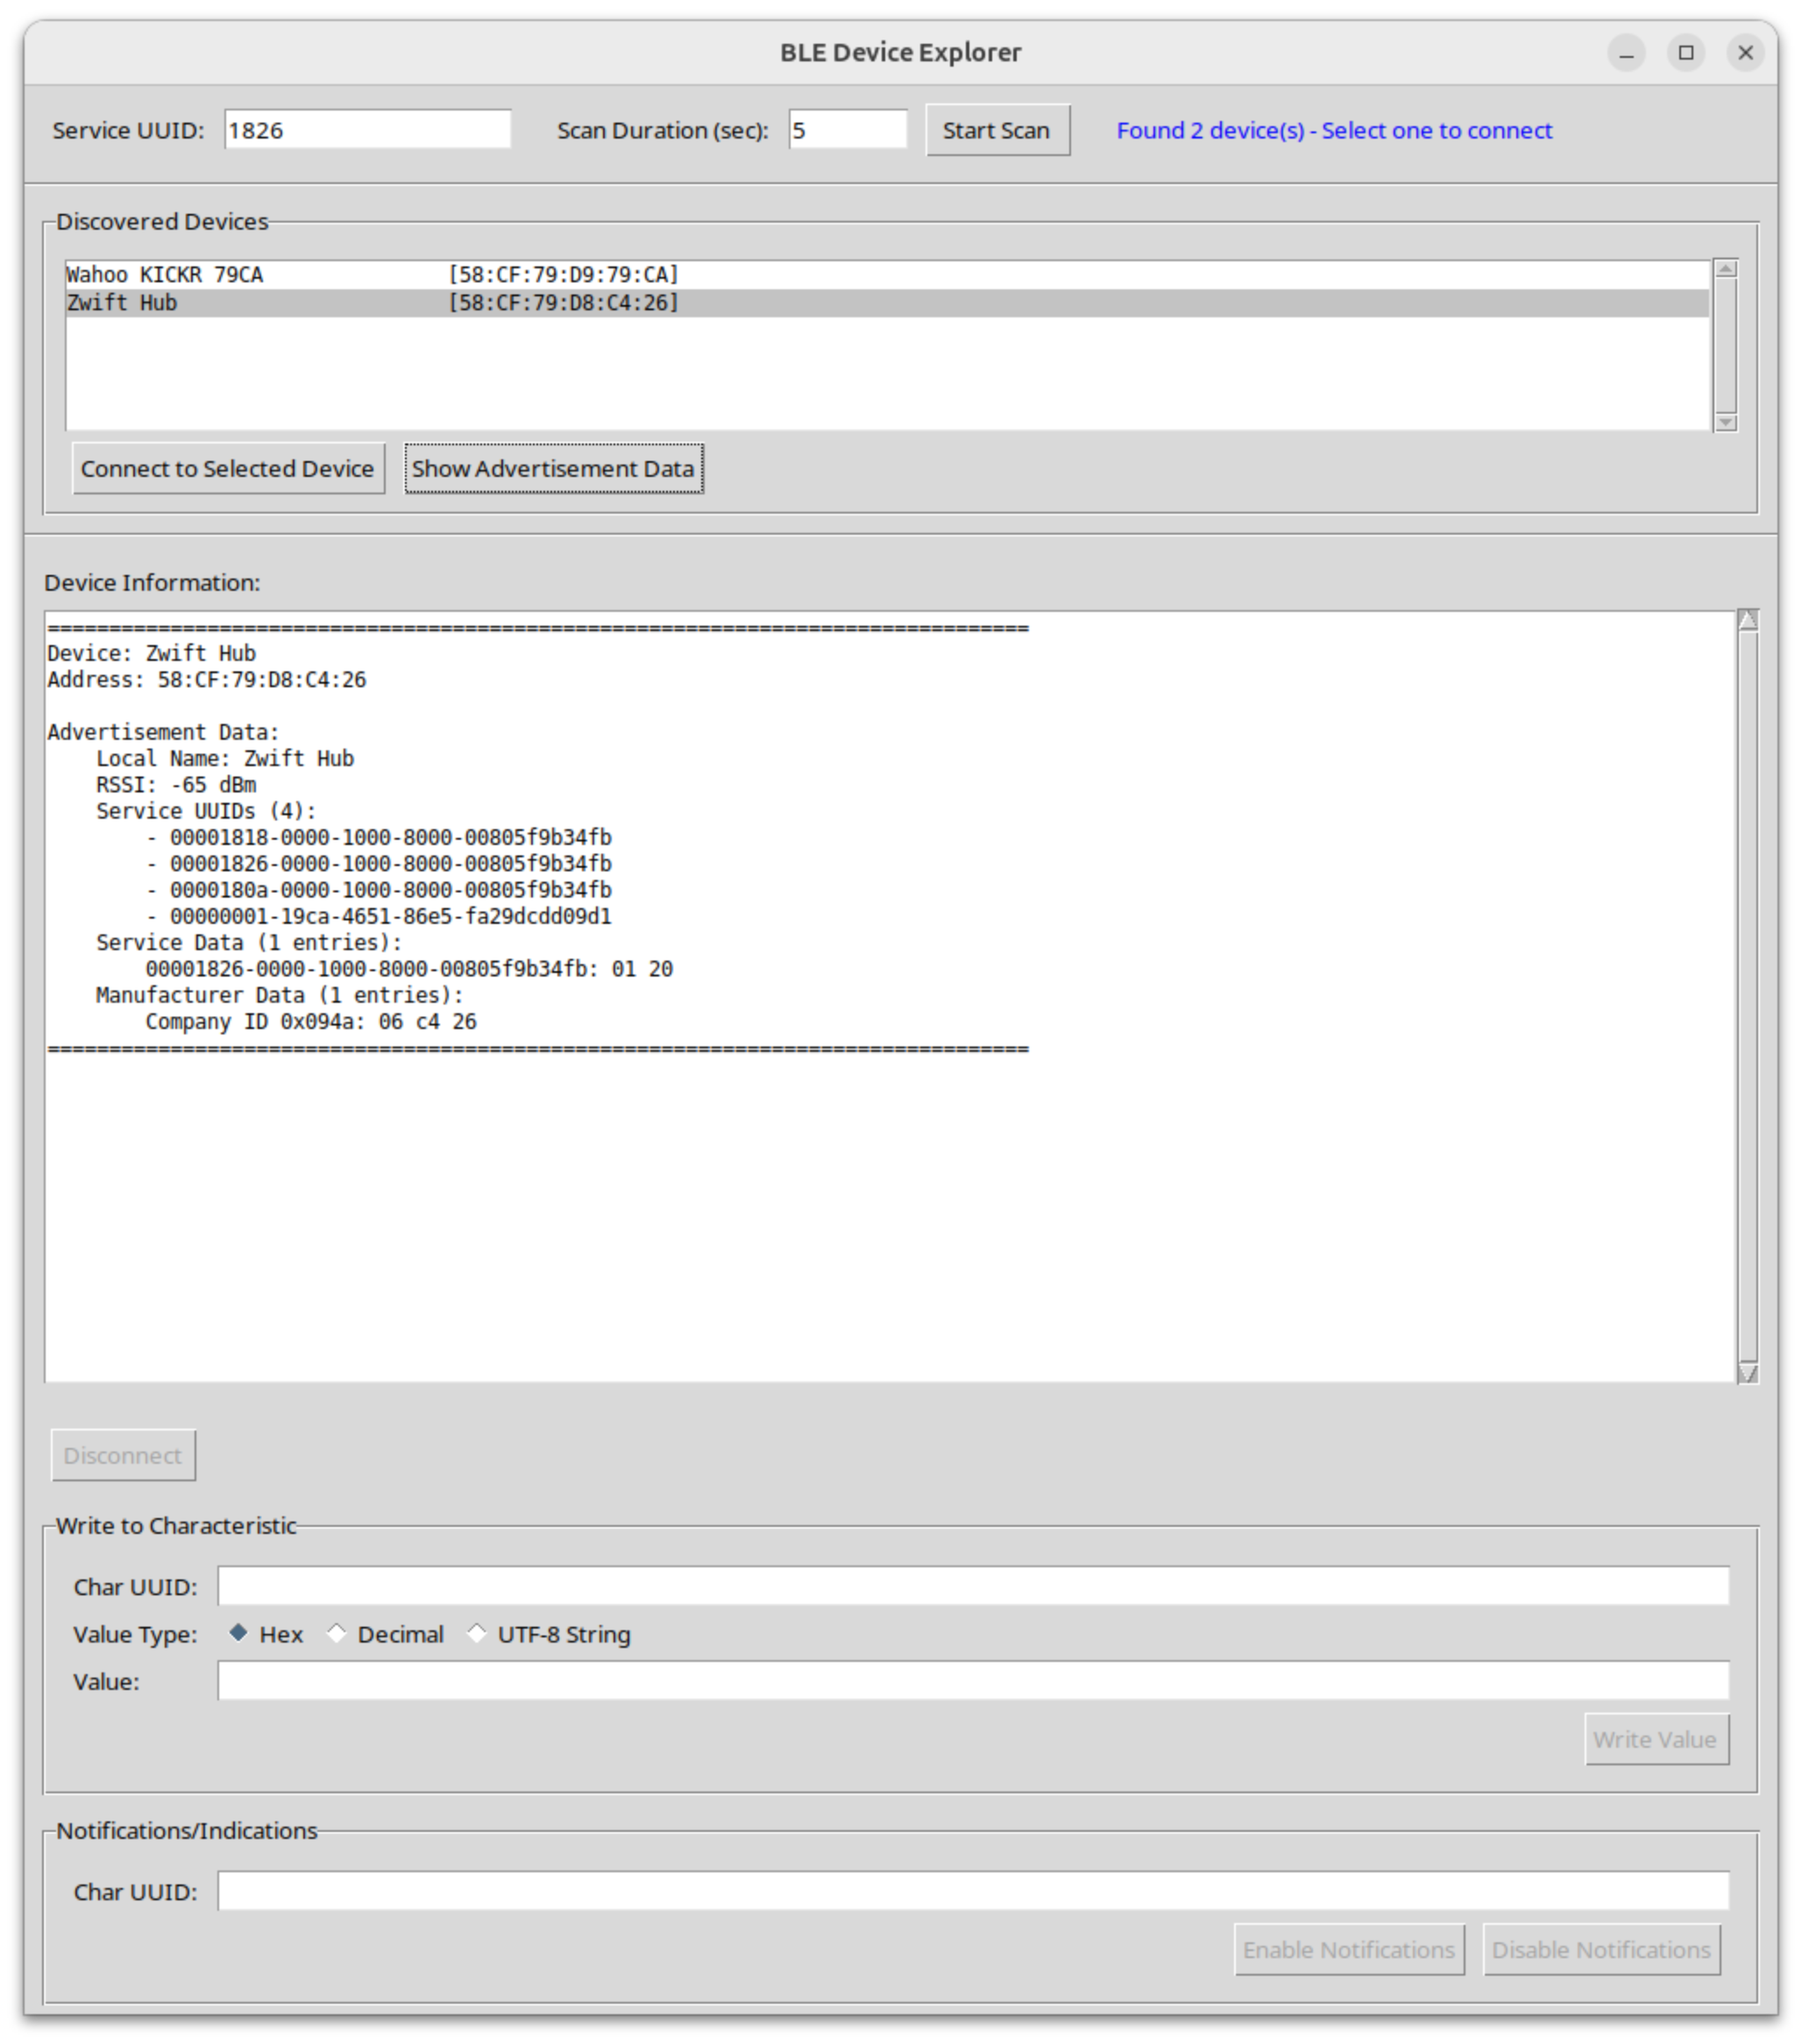 BLE Device Explorer
Service UUID: 1826 Scan Duration (sec): 5 Start Scan Found 2 device(s) - Select one to connect
Discovered Devices
Wahoo KICKR 79CA [58:CF:79:D9:79:CA]
Zwift Hub [58:CF:79:D8:C4:26]
Connect to Selected Device Show Advertisement Data
Device Information:
================================================================================
Device: Zwift Hub
Address: 58:CF:79:D8:C4:26
Advertisement Data:
Local Name: Zwift Hub
RSSI: -65 dBm
Service UUIDs (4):
- 00001818-0000-1000-8000-00805f9b34fb
- 00001826-0000-1000-8000-00805f9b34fb
- 0000180a-0000-1000-8000-00805f9b34fb
- 00000001-19ca-4651-86e5-fa29dcdd09d1
Service Data (1 entries):
00001826-0000-1000-8000-00805f9b34fb: 01 20
Manufacturer Data (1 entries):
Company ID 0x094a: 06 c4 26
================================================================================
Disconnect
Write to Characteristic
Char UUID:
Value Type: Hex Decimal UTF-8 String
Value:
Write Value
Notifications/Indications
Char UUID:
Enable Notifications Disable Notifications